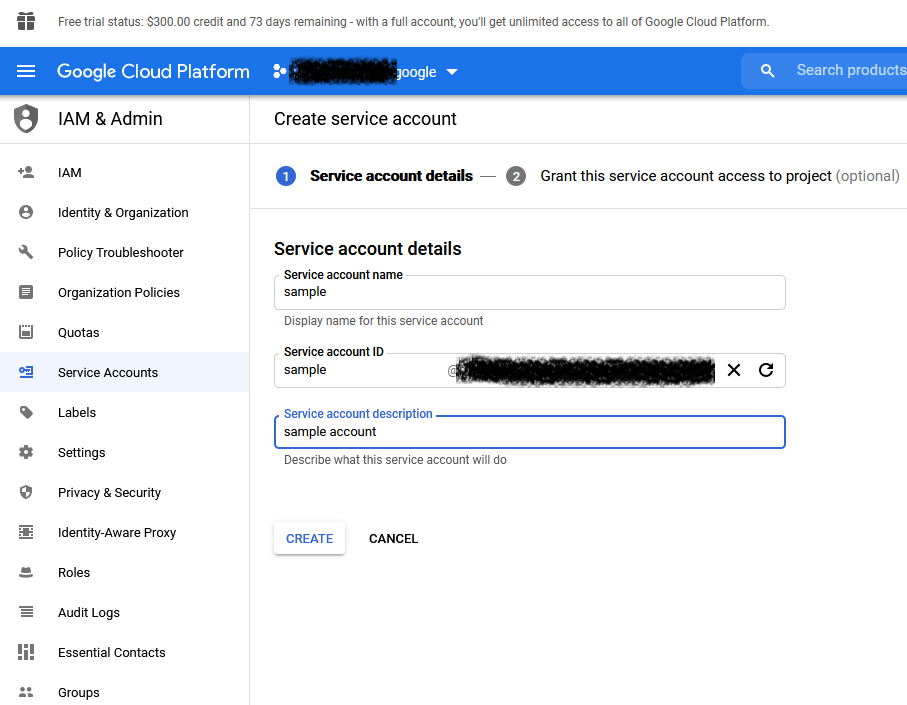 Free trial status: $300.00 credit and 73 days remaining - with a full account, you'll get unlimited access to all of Google Cloud Platform.
Google Cloud Platform
google
Search products
IAM & Admin
Create service account
1 Service account details — 2 Grant this service account access to project (optional)
IAM
Identity & Organization
Policy Troubleshooter
Organization Policies
Quotas
Service Accounts
Labels
Settings
Privacy & Security
Identity-Aware Proxy
Roles
Audit Logs
Essential Contacts
Groups
Service account details
Service account name
sample
Display name for this service account
Service account ID
sample @
Service account description
sample account
Describe what this service account will do
CREATE CANCEL